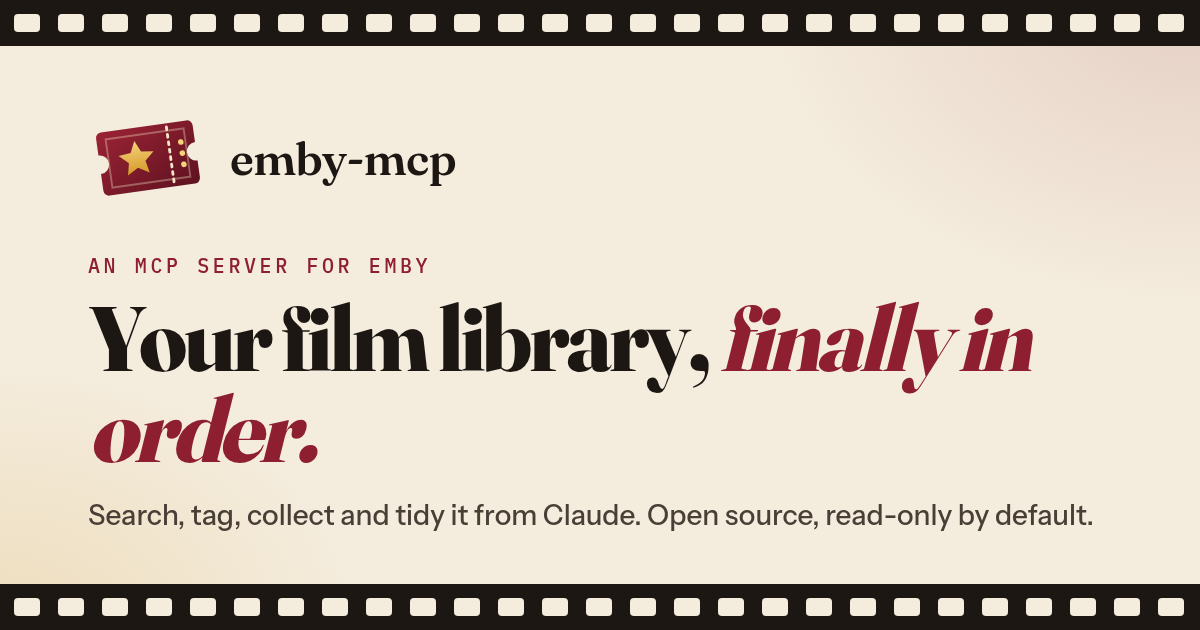 emby-mcp
AN MCP SERVER FOR EMBY
Your film library, finally in
order.
Search, tag, collect and tidy it from Claude. Open source, read-only by default.